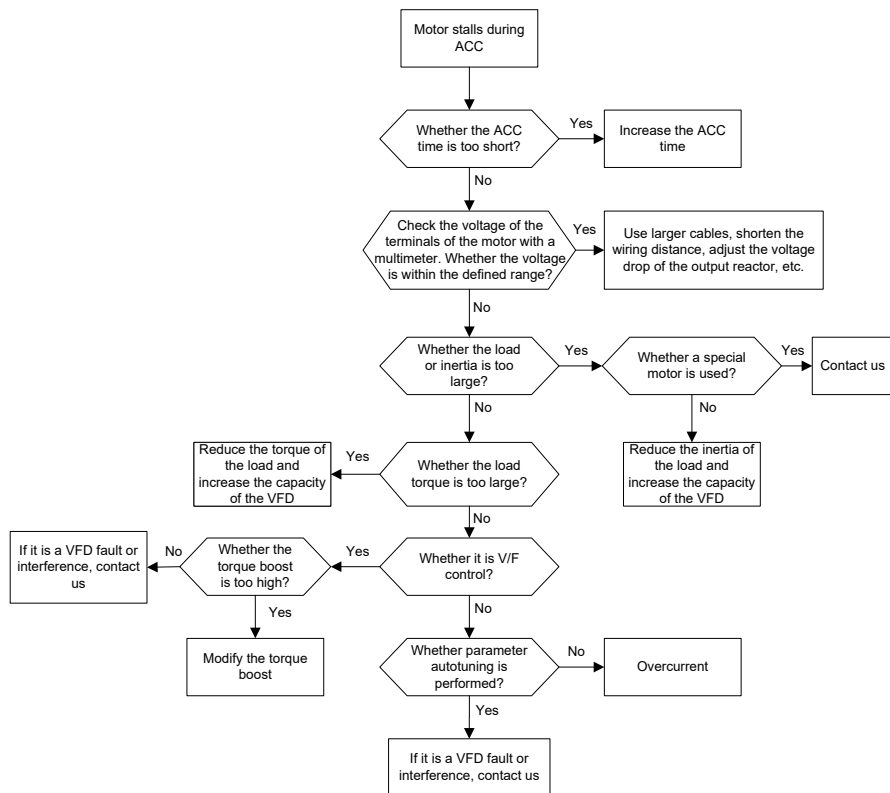 Motor stalls during
ACC
Whether the ACC
time is too short?
Yes
Increase the ACC
time
No
Check the voltage of the
terminals of the motor with a
multimeter. Whether the voltage
is within the defined range?
Yes
Use larger cables, shorten the
wiring distance, adjust the voltage
drop of the output reactor, etc.
No
Whether the load
or inertia is too
large?
Yes
Whether a special
motor is used?
Yes
Contact us
No
No
Reduce the inertia of
the load and
increase the capacity
of the VFD
Whether the load
torque is too large?
Yes
Reduce the torque of
the load and
increase the capacity
of the VFD
No
Whether it is V/F
control?
Yes
Whether the
torque boost
is too high?
No
If it is a VFD fault or
interference, contact
us
Yes
Modify the torque
boost
No
Whether parameter
autotuning is
performed?
No
Overcurrent
Yes
If it is a VFD fault or
interference, contact us